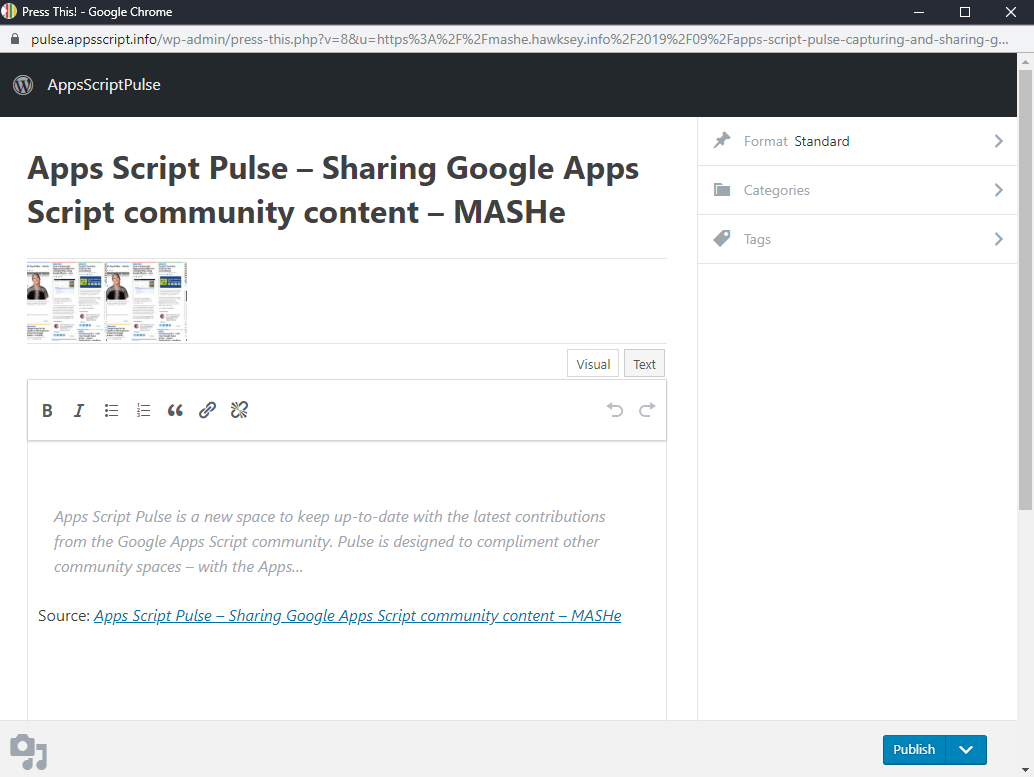 Press This! - Google Chrome
pulse.appsscript.info/wp-admin/press-this.php?v=8&u=https%3A%2F%2Fmashe.hawksey.info%2F2019%2F09%2Fapps-script-pulse-capturing-and-sharing-g...
AppsScriptPulse
Apps Script Pulse – Sharing Google Apps
Script community content – MASHe
Format Standard
Categories
Tags
Visual
Text
B I
Apps Script Pulse is a new space to keep up-to-date with the latest contributions
from the Google Apps Script community. Pulse is designed to compliment other
community spaces – with the Apps...
Source: Apps Script Pulse – Sharing Google Apps Script community content – MASHe
Publish